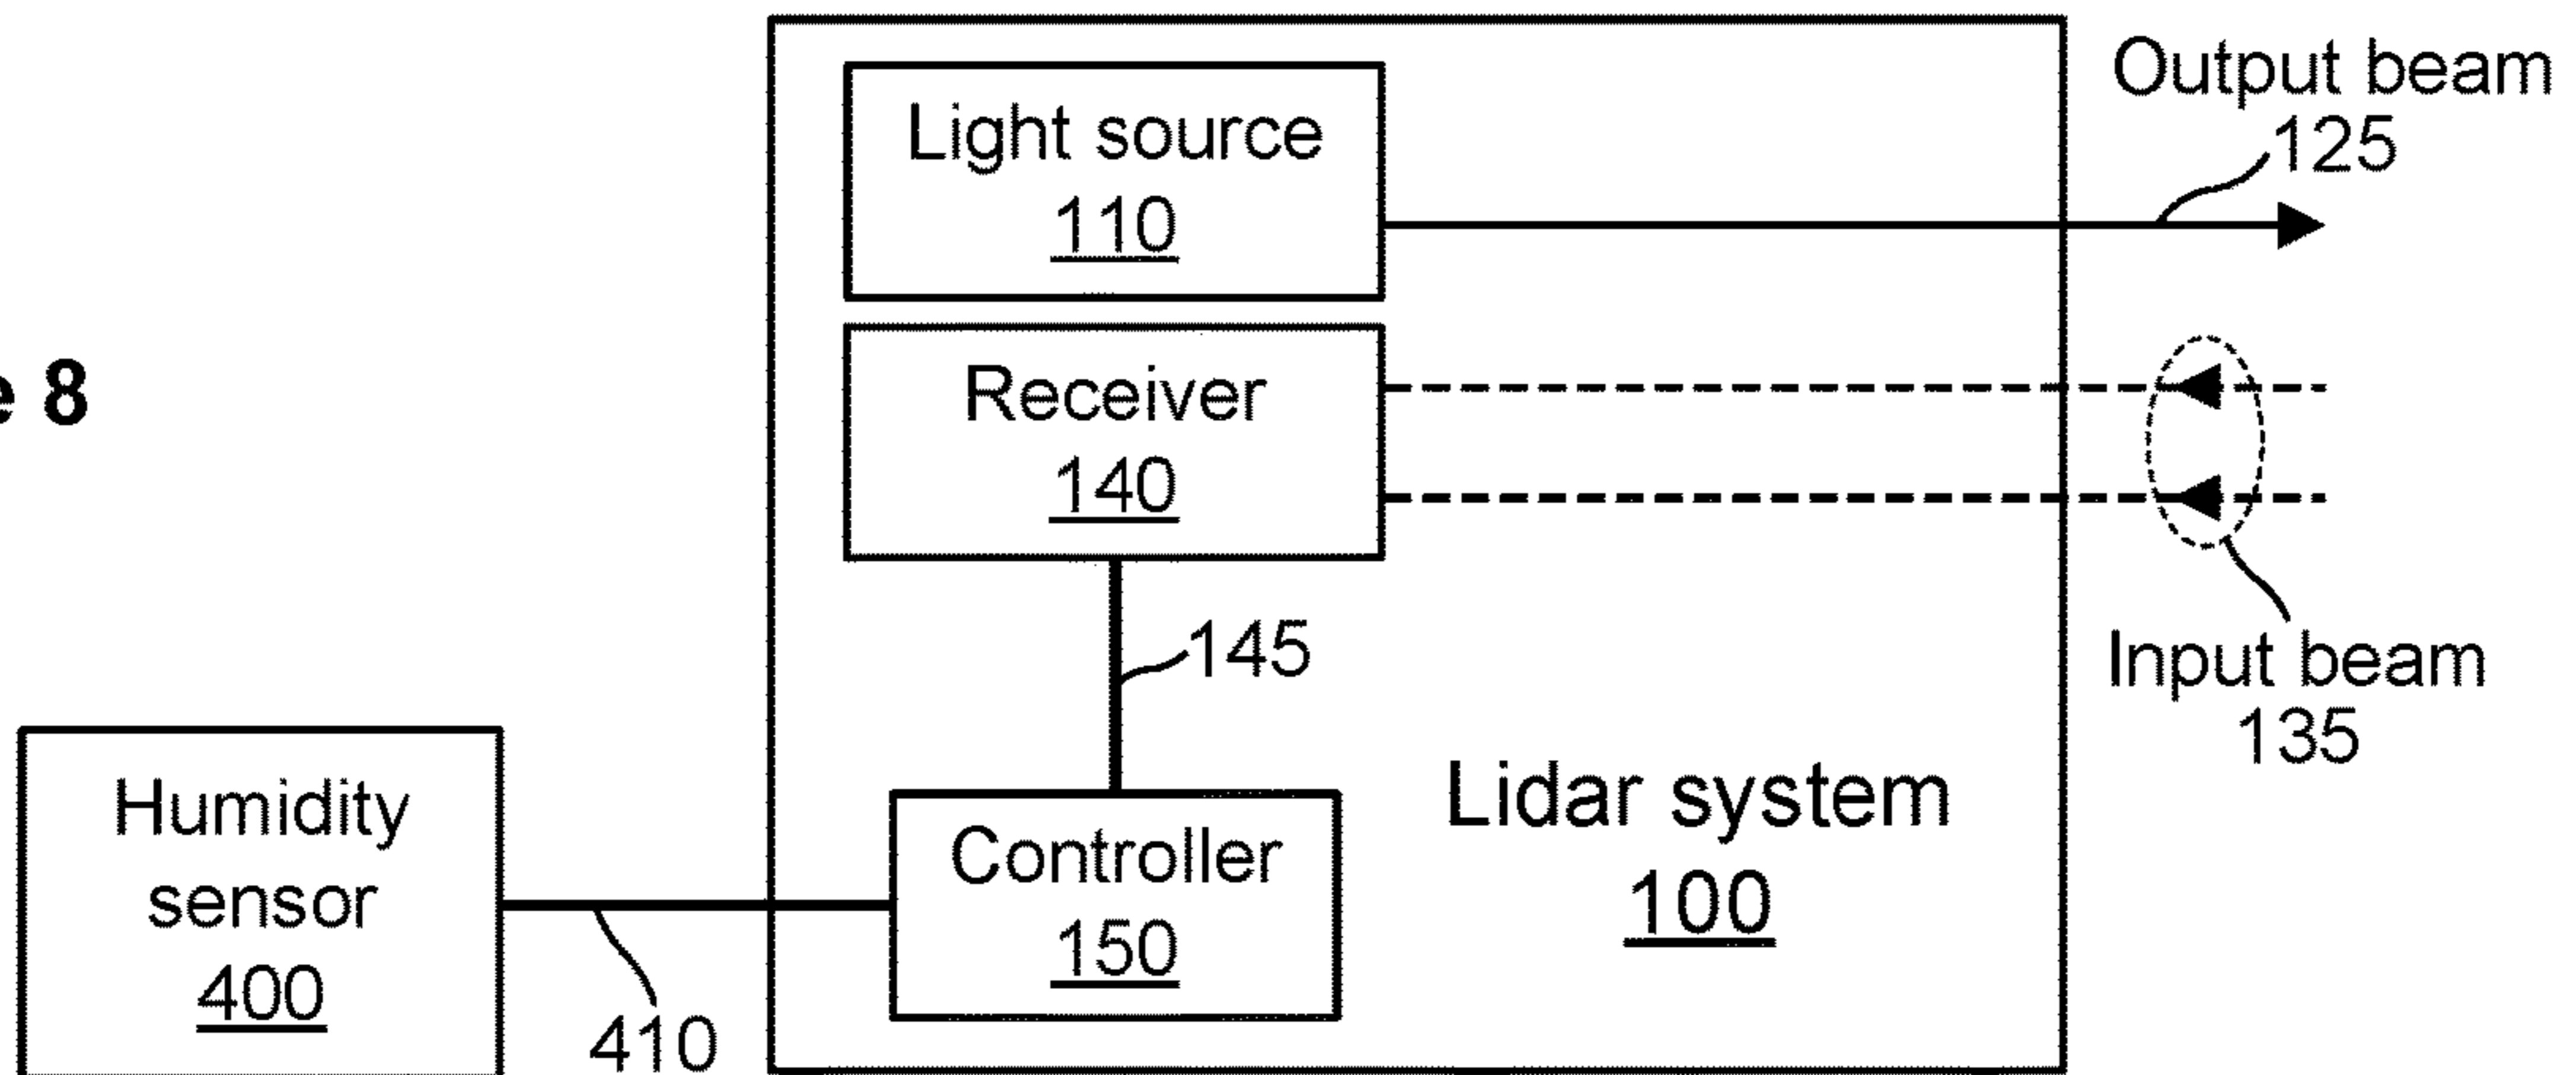 Output beam
125
Light source
110
e 8
Receiver
140
145
Input beam
135
Humidity
sensor
400
410
Controller
150
Lidar system
100